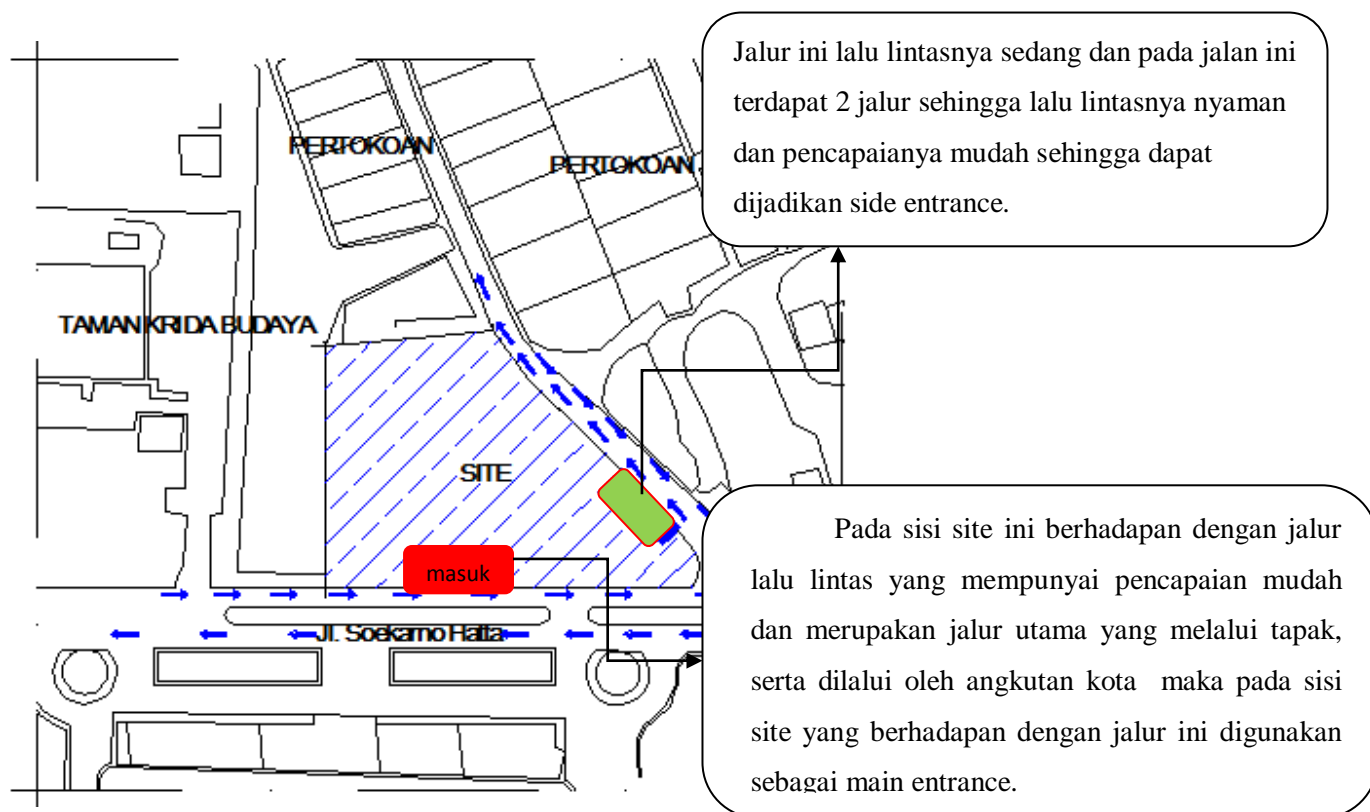 Jalur ini lalu lintasnya sedang dan pada jalan ini
terdapat 2 jalur sehingga lalu lintasnya nyaman
dan pencapaianya mudah sehingga dapat
dijadikan side entrance.
PERTOKOAN
PERTOKOAN
TAMAN KRIDA BUDAYA
SITE
masuk
Jl. Soekarno Hatta
Pada sisi site ini berhadapan dengan jalur
lalu lintas yang mempunyai pencapaian mudah
dan merupakan jalur utama yang melalui tapak,
serta dilalui oleh angkutan kota maka pada sisi
site yang berhadapan dengan jalur ini digunakan
sebagai main entrance.